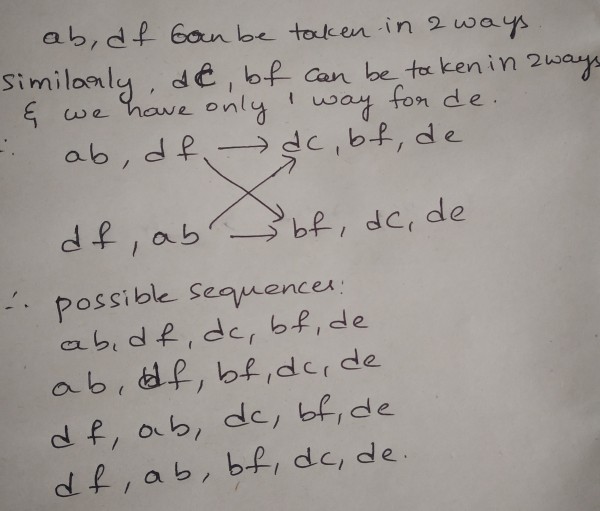 ab, df can be taken in 2 ways
Similarly, dc, bf can be taken in 2 ways
& we have only 1 way for de.
∴ ab, df → dc, bf, de
df, ab → bf, dc, de
∴ possible sequences:
ab, df, dc, bf, de
ab, df, bf, dc, de
df, ab, dc, bf, de
df, ab, bf, dc, de.